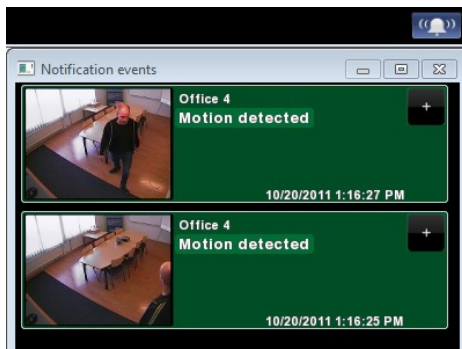 Notification events
Office 4
Motion detected
+
10/20/2011 1:16:27 PM
Office 4
Motion detected
+
10/20/2011 1:16:25 PM